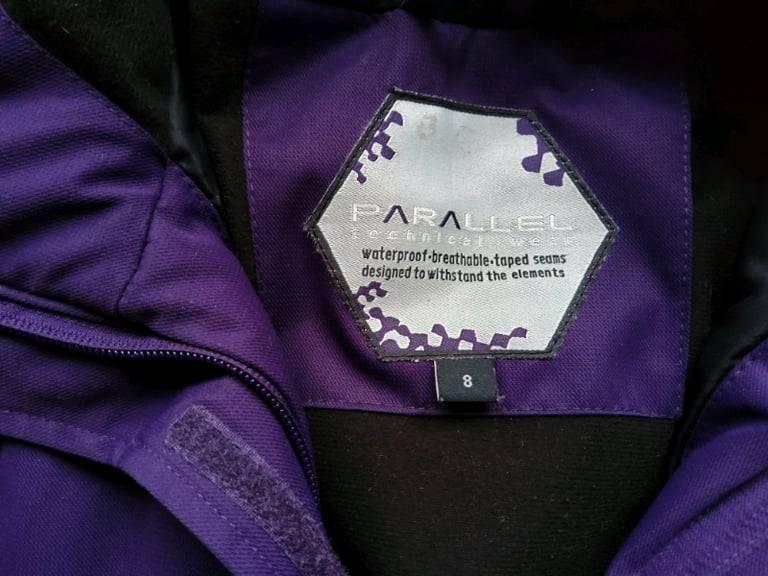 PARALLEL
technical wear
waterproof·breathable·taped seams
designed to withstand the elements
8